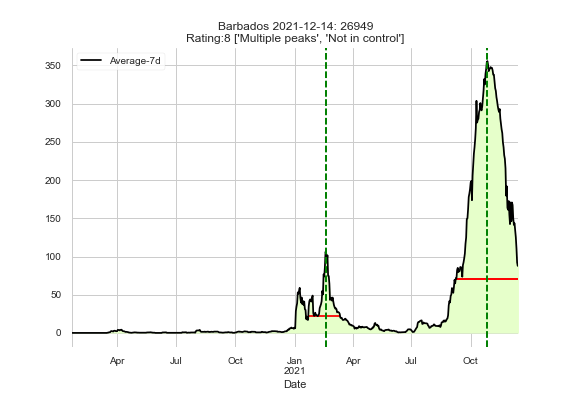 Barbados 2021-12-14: 26949
Rating:8 ['Multiple peaks', 'Not in control']
Average-7d
350
300
250
200
150
100
50
0
Apr Jul Oct Jan Apr Jul Oct
2021
Date